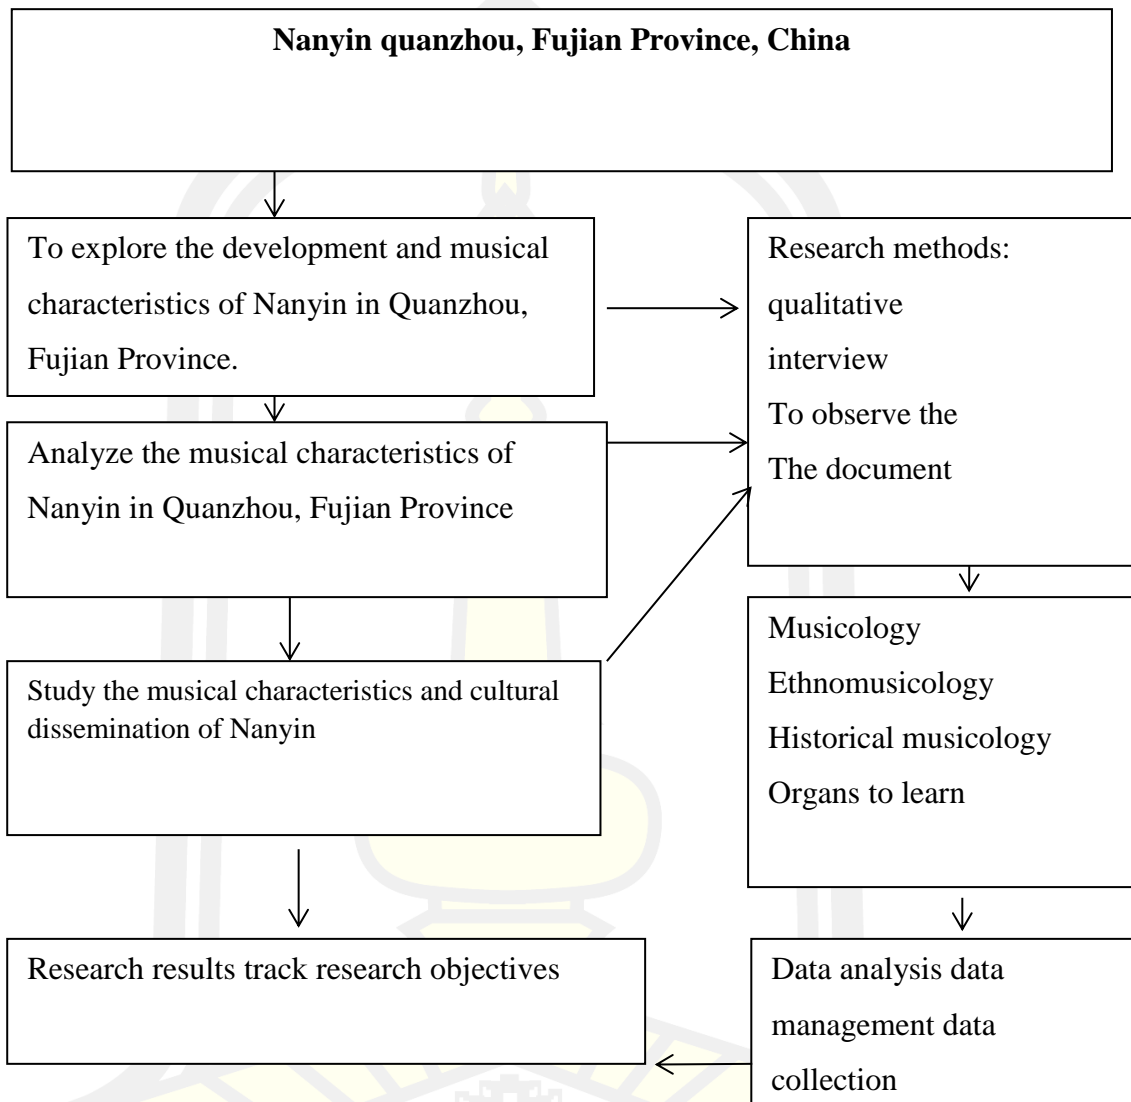 Nanyin quanzhou, Fujian Province, China
To explore the development and musical
characteristics of Nanyin in Quanzhou,
Fujian Province.
Analyze the musical characteristics of
Nanyin in Quanzhou, Fujian Province
Study the musical characteristics and cultural
dissemination of Nanyin
Research results track research objectives
Research methods:
qualitative
interview
To observe the
The document
Musicology
Ethnomusicology
Historical musicology
Organs to learn
Data analysis data
management data
collection